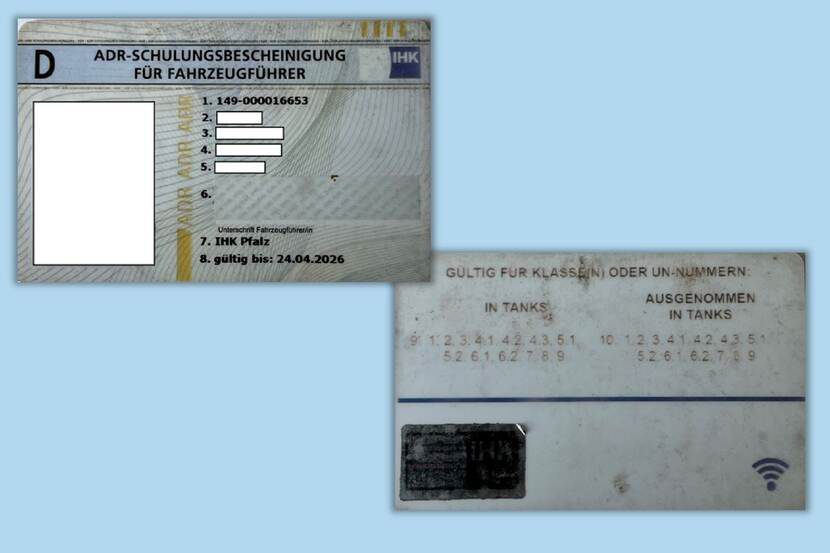 D
ADR-SCHULUNGSBESCHEINIGUNG
FÜR FAHRZEUGFÜHRER
IHK
ADR ADR ADR
1. 149-000016653
2.
3.
4.
5.
6.
Unterschrift Fahrzeugführer/in
7. IHK Pfalz
8. gültig bis: 24.04.2026
GÜLTIG FÜR KLASSE(N) ODER UN-NUMMERN:
IN TANKS
9. 1, 2, 3, 4.1, 4.2, 4.3, 5.1,
5.2, 6.1, 6.2, 7, 8, 9
AUSGENOMMEN
IN TANKS
10. 1, 2, 3, 4.1, 4.2, 4.3, 5.1,
5.2, 6.1, 6.2, 7, 8, 9
IHK